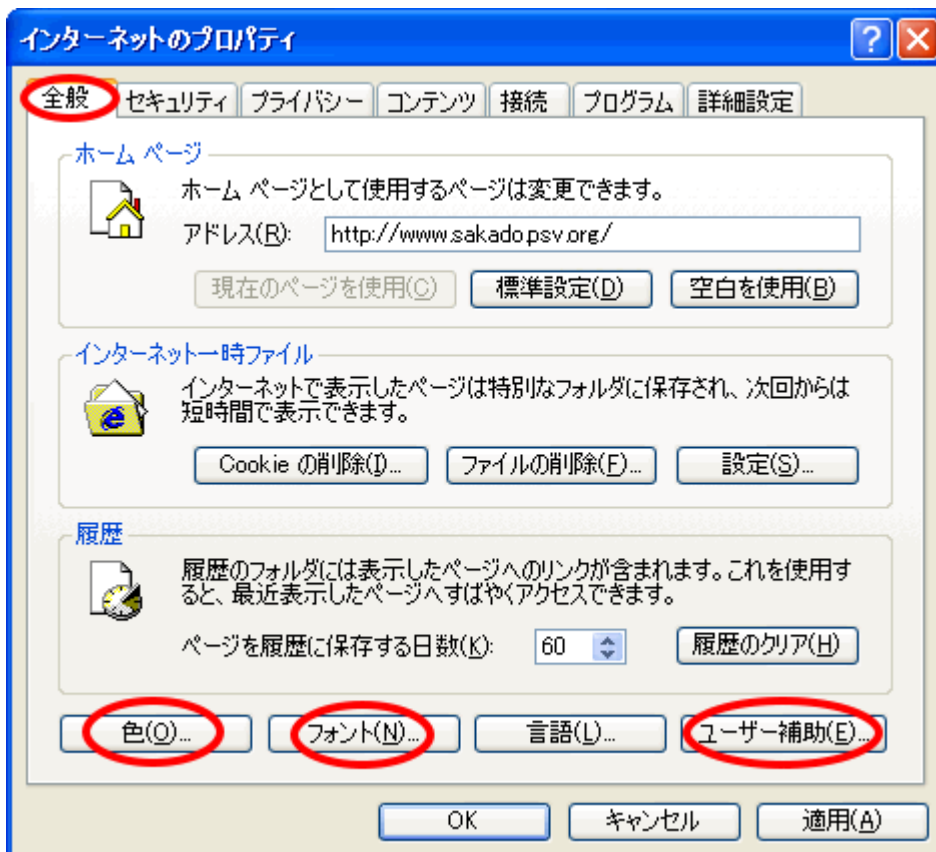 インターネットのプロパティ
全般 セキュリティ プライバシー コンテンツ 接続 プログラム 詳細設定
ホーム ページ
ホーム ページとして使用するページは変更できます。
アドレス(R): http://www.sakado.psv.org/
現在のページを使用(C) 標準設定(D) 空白を使用(B)
インターネット一時ファイル
インターネットで表示したページは特別なフォルダに保存され、次回からは
短時間で表示できます。
Cookie の削除(I)... ファイルの削除(F)... 設定(S)...
履歴
履歴のフォルダには表示したページへのリンクが含まれます。これを使用す
ると、最近表示したページへすばやくアクセスできます。
ページを履歴に保存する日数(K): 60 履歴のクリア(H)
色(O)... フォント(N)... 言語(L)... ユーザー補助(E)...
OK キャンセル 適用(A)